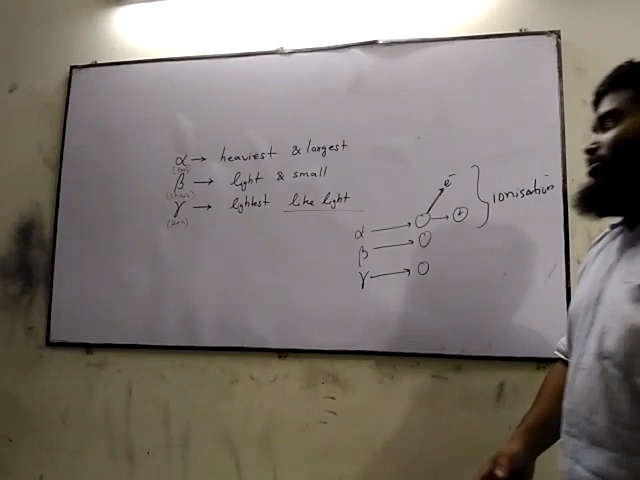 α → heaviest & largest
β → light & small
γ → lightest like light
α → → e⁻
→ ⊕
} ionisation
β →
γ →